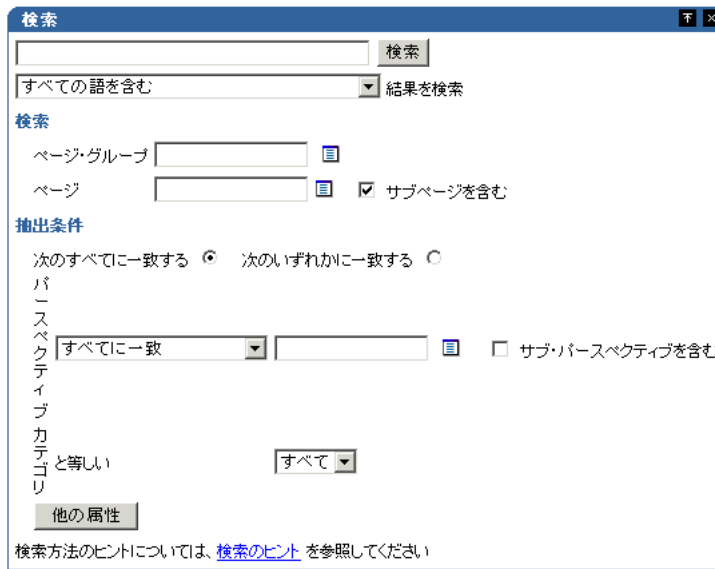 検索
検索
すべての語を含む 結果を検索
検索
ページ・グループ
ページ サブページを含む
抽出条件
次のすべてに一致する 次のいずれかに一致する
パースペクティブ すべてに一致 サブ・パースペクティブを含む
カテゴリ と等しい すべて
他の属性
検索方法のヒントについては、検索のヒント を参照してください